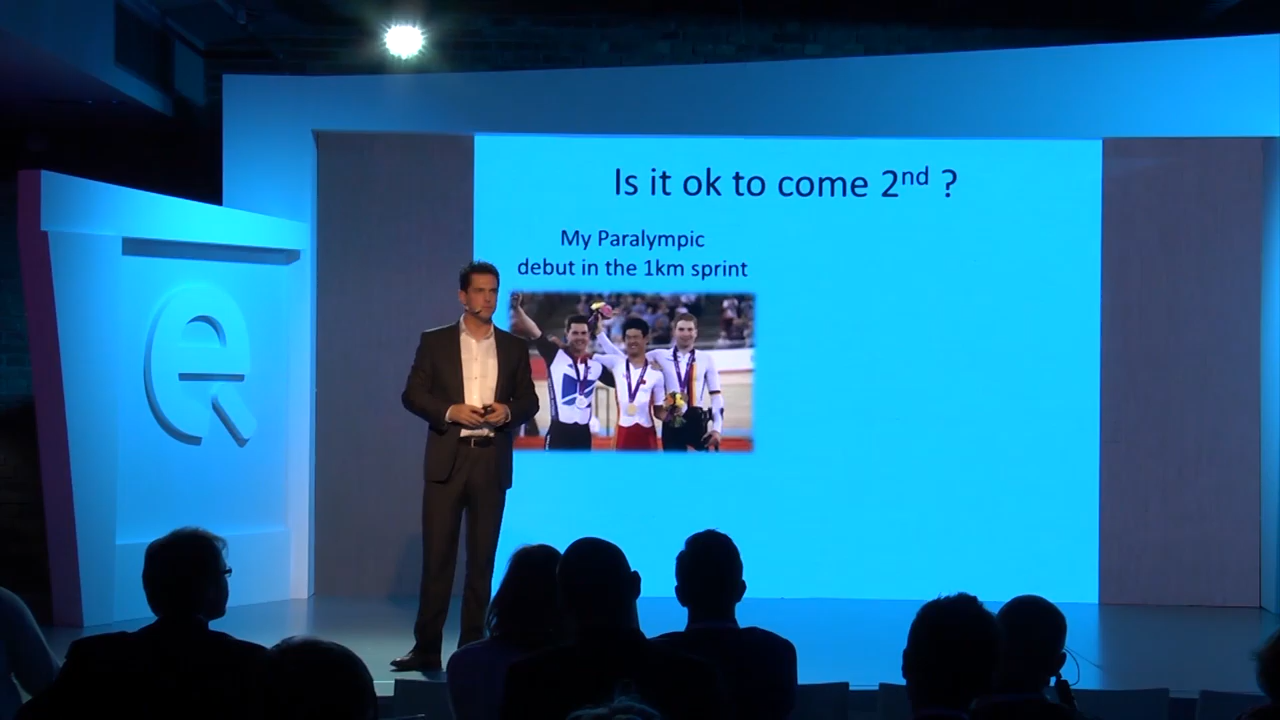 Is it ok to come 2nd ?
My Paralympic
debut in the 1km sprint
e